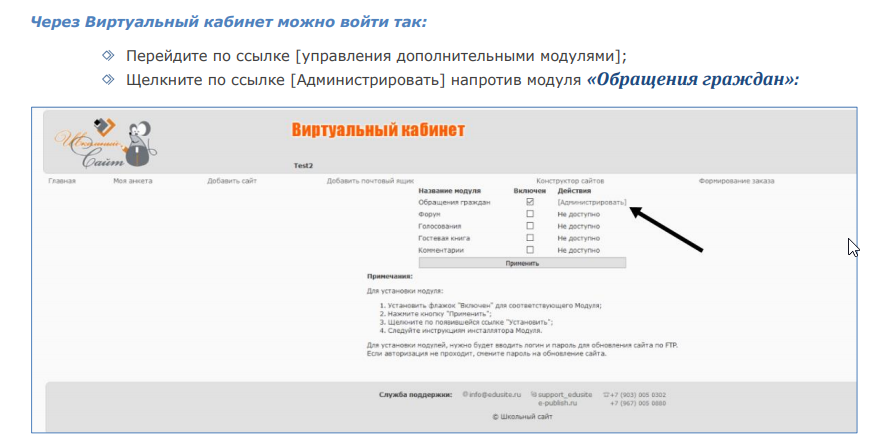 Через Виртуальный кабинет можно войти так:
Перейдите по ссылке [управления дополнительными модулями];
Щелкните по ссылке [Администрировать] напротив модуля «Обращения граждан»:
Школьный
Сайт
Виртуальный кабинет
Test2
Главная Моя анкета Добавить сайт Добавить почтовый ящик Конструктор сайтов Формирование заказа
Название модуля Включен Действия
Обращения граждан [Администрировать]
Форум Не доступно
Голосования Не доступно
Гостевая книга Не доступно
Комментарии Не доступно
Применить
Примечания:
Для установки модуля:
1. Установить флажок "Включен" для соответствующего Модуля;
2. Нажмите кнопку "Применить";
3. Щелкните по появившейся ссылке "Установить";
4. Следуйте инструкциям инсталлятора Модуля.
Для установки модулей, нужно будет вводить логин и пароль для обновления сайта по FTP.
Если авторизация не проходит, смените пароль на обновление сайта.
Служба поддержки: info@edusite.ru support_edusite +7 (903) 005 0302
e-publish.ru +7 (967) 005 0880
© Школьный сайт